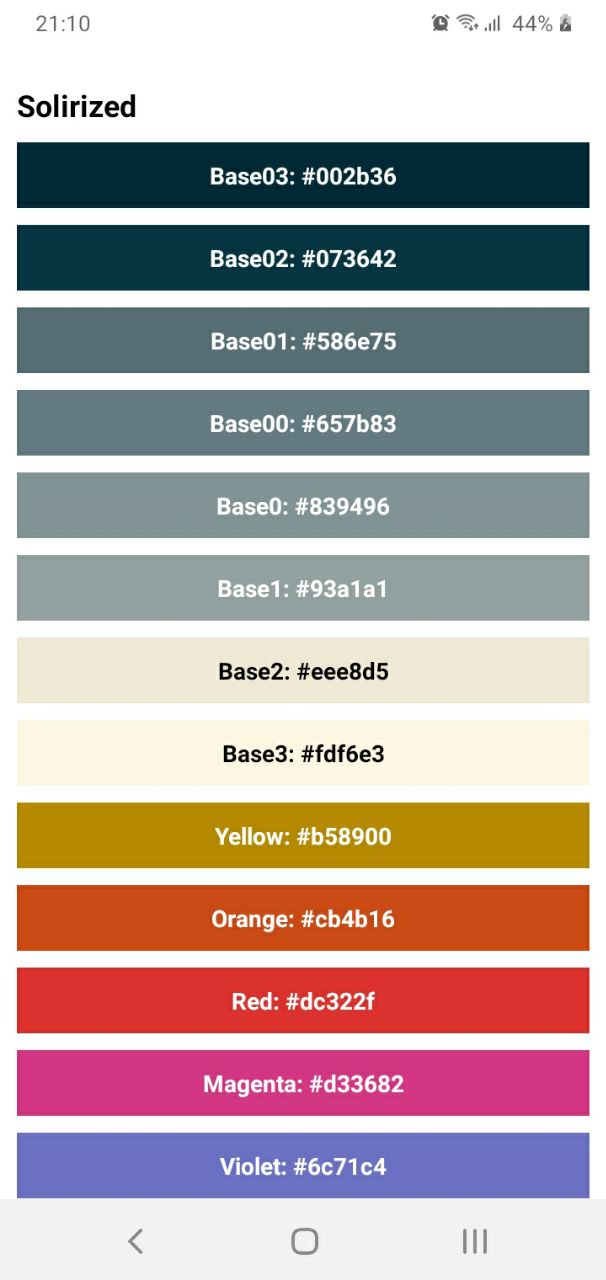 21:10 44%
Solirized
Base03: #002b36
Base02: #073642
Base01: #586e75
Base00: #657b83
Base0: #839496
Base1: #93a1a1
Base2: #eee8d5
Base3: #fdf6e3
Yellow: #b58900
Orange: #cb4b16
Red: #dc322f
Magenta: #d33682
Violet: #6c71c4